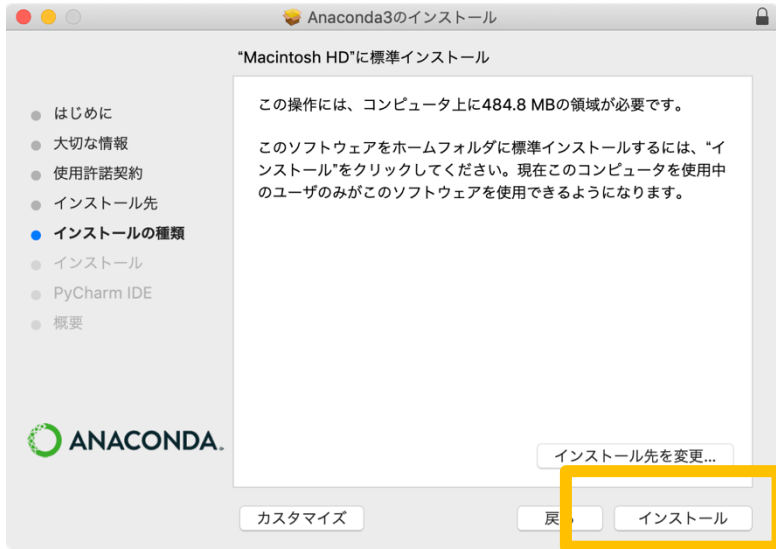 Anaconda3のインストール
"Macintosh HD"に標準インストール
はじめに
大切な情報
使用許諾契約
インストール先
インストールの種類
インストール
PyCharm IDE
概要
この操作には、コンピュータ上に484.8 MBの領域が必要です。
このソフトウェアをホームフォルダに標準インストールするには、"イ
ンストール"をクリックしてください。現在このコンピュータを使用中
のユーザのみがこのソフトウェアを使用できるようになります。
ANACONDA.
インストール先を変更...
カスタマイズ
インストール